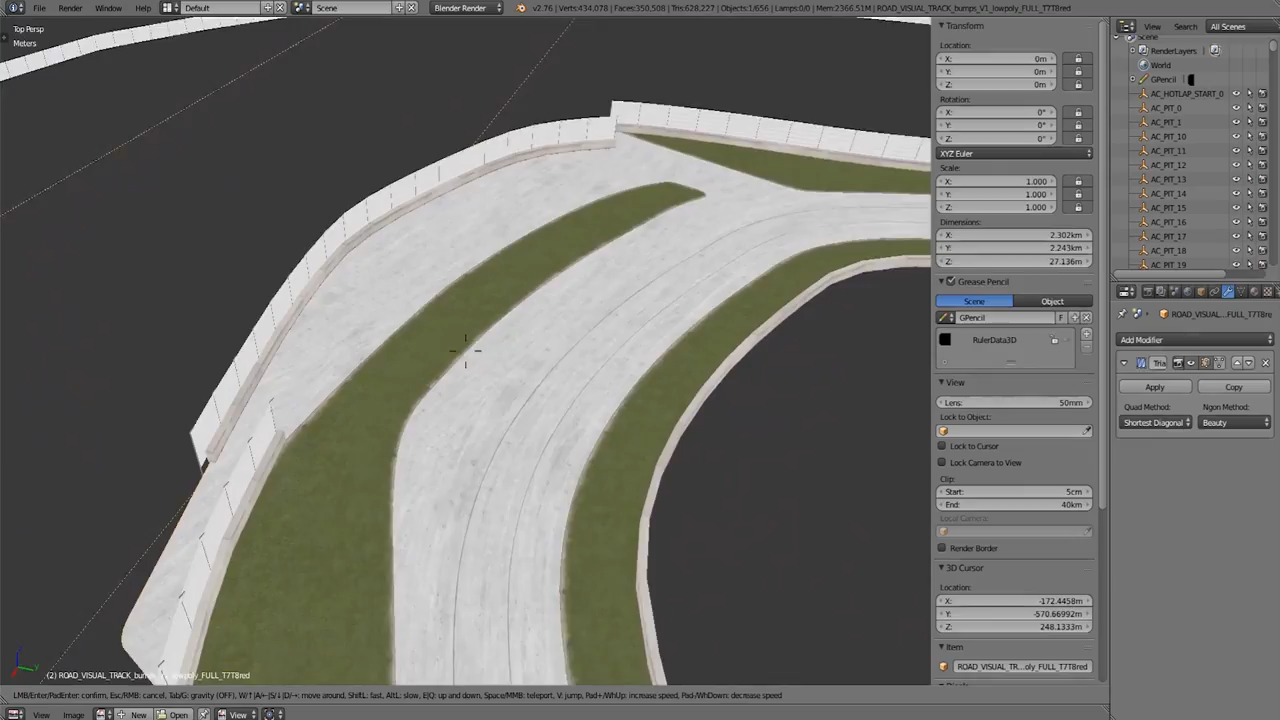 File Render Window Help Default Scene Blender Render v2.76 | Verts:434,078 | Faces:350,508 | Tris:628,227 | Objects:1/656 | Lamps:0/0 | Mem:2366.51M | ROAD_VISUAL_TRACK_bumps_V1_lowpoly_FULL_T7T8red
Top Persp
Meters
Transform
Location:
X: 0m
Y: 0m
Z: 0m
Rotation:
X: 0°
Y: 0°
Z: 0°
XYZ Euler
Scale:
X: 1.000
Y: 1.000
Z: 1.000
Dimensions:
X: 2.302km
Y: 2.243km
Z: 27.136m
Grease Pencil
Scene Object
GPencil F
RulerData3D
View
Lens: 50mm
Lock to Object:
Lock to Cursor
Lock Camera to View
Clip:
Start: 5cm
End: 40km
Local Camera:
Render Border
3D Cursor
Location:
X: -172.4458m
Y: -570.66992m
Z: 248.1333m
Item
ROAD_VISUAL_TR...oly_FULL_T7T8red
View Search All Scenes
Scene
RenderLayers
World
GPencil
AC_HOTLAP_START_0
AC_PIT_0
AC_PIT_1
AC_PIT_10
AC_PIT_11
AC_PIT_12
AC_PIT_13
AC_PIT_14
AC_PIT_15
AC_PIT_16
AC_PIT_17
AC_PIT_18
AC_PIT_19
ROAD_VISUAL...FULL_T7T8re
Add Modifier
Tria
Apply Copy
Quad Method: Ngon Method:
Shortest Diagonal Beauty
LMB/Enter/PadEnter: confirm, Esc/RMB: cancel, Tab/G: gravity (OFF),
move around, Shift: fast, Alt: slow,
up and down, Space/MMB: teleport, V: jump, Pad+/WhUp: increase speed, Pad-/WhDown: decrease speed
View Image New Open View